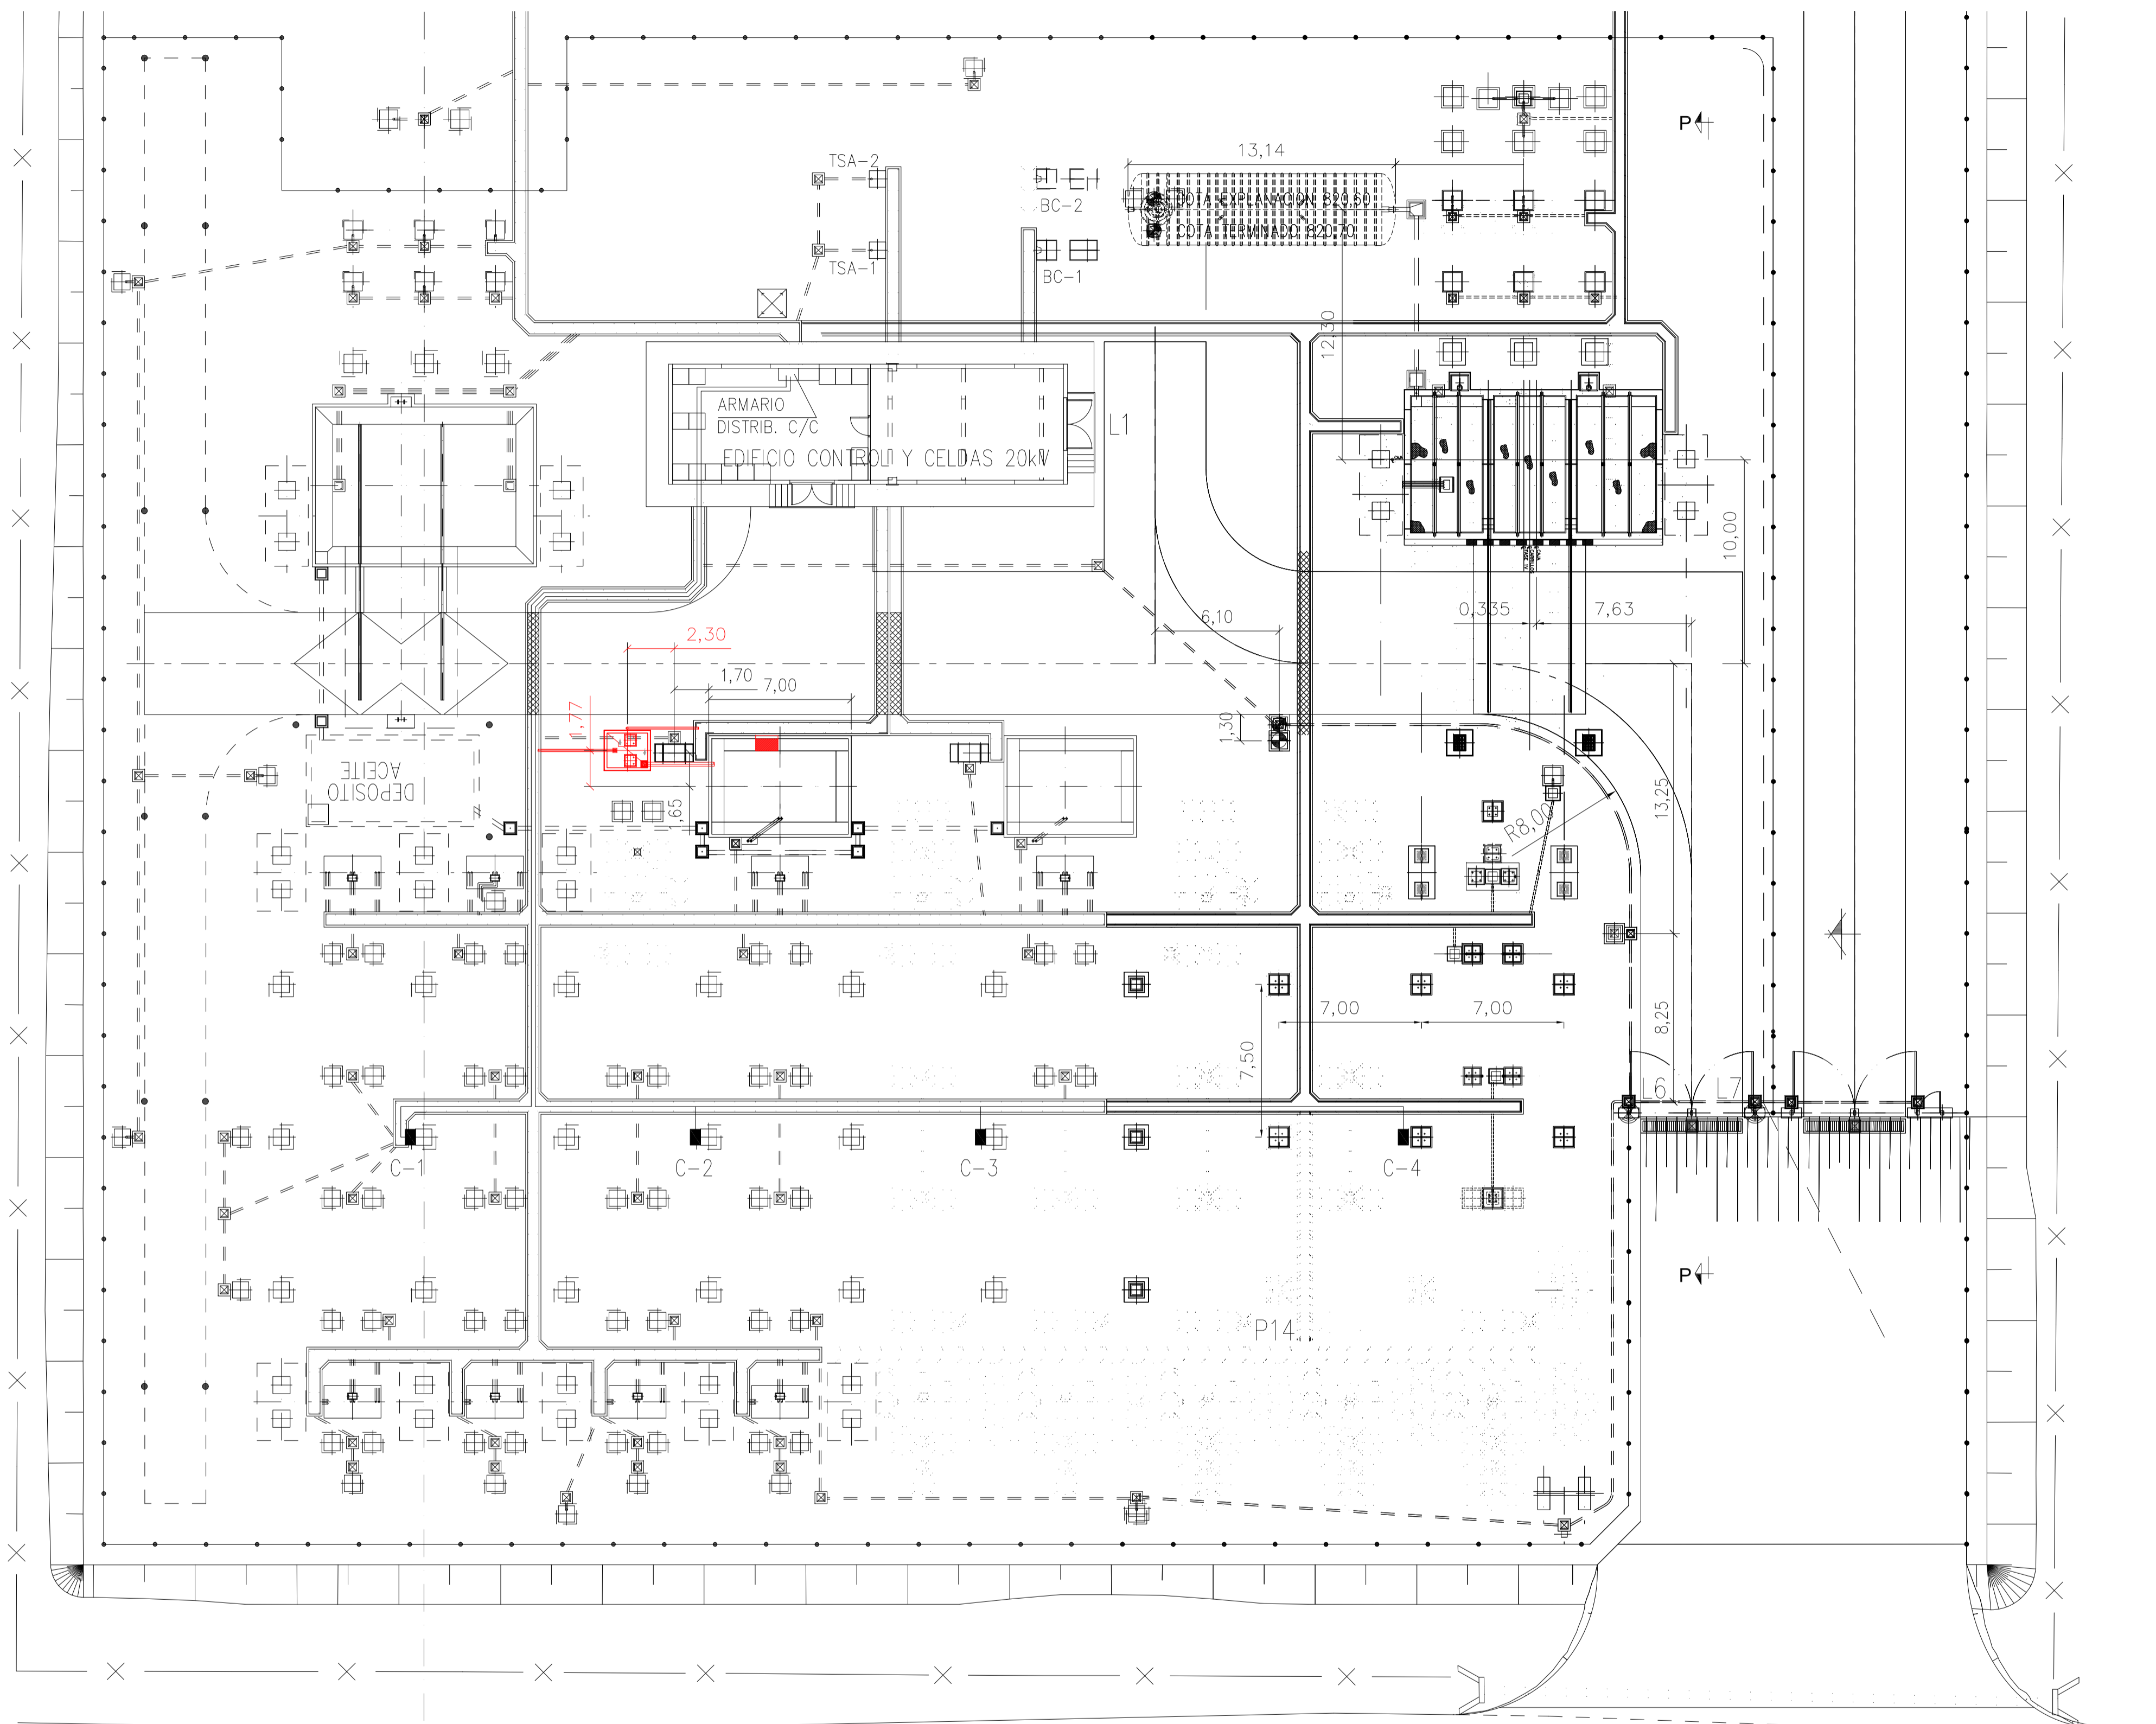 P
13,14
TSA-2
COTA EXPLANACION 820,60
BC-2
COTA TERMINADO 820,70
TSA-1
BC-1
12,30
ARMARIO
DISTRIB. C/C
L1
EDIFICIO CONTROL Y CELDAS 20kV
10,00
0,335
7,63
6,10
2,30
1,70
7,00
1,77
1,30
DEPOSITO
ACEITE
1,65
13,25
R8,00
7,00
7,00
8,25
7,50
L6
L7
C-1
C-2
C-3
C-4
P
P14